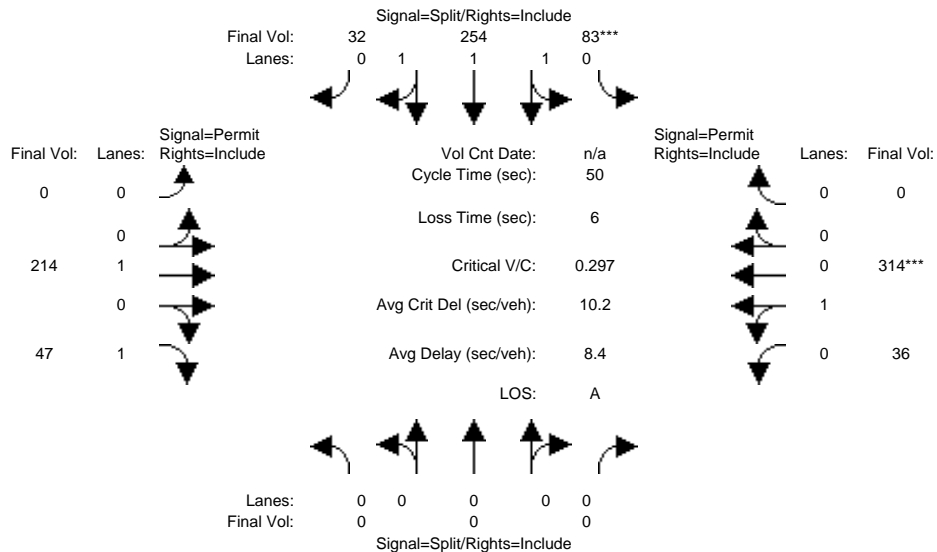 Signal=Split/Rights=Include
Final Vol: 32 254 83***
Lanes: 0 1 1 1 0
Signal=Permit Signal=Permit
Final Vol: Lanes: Rights=Include Vol Cnt Date: n/a Rights=Include Lanes: Final Vol:
Cycle Time (sec): 50
0 0 0 0
Loss Time (sec): 6
0 0
214 1 Critical V/C: 0.297 0 314***
0 Avg Crit Del (sec/veh): 10.2 1
47 1 Avg Delay (sec/veh): 8.4 0 36
LOS: A
Lanes: 0 0 0 0 0
Final Vol: 0 0 0
Signal=Split/Rights=Include